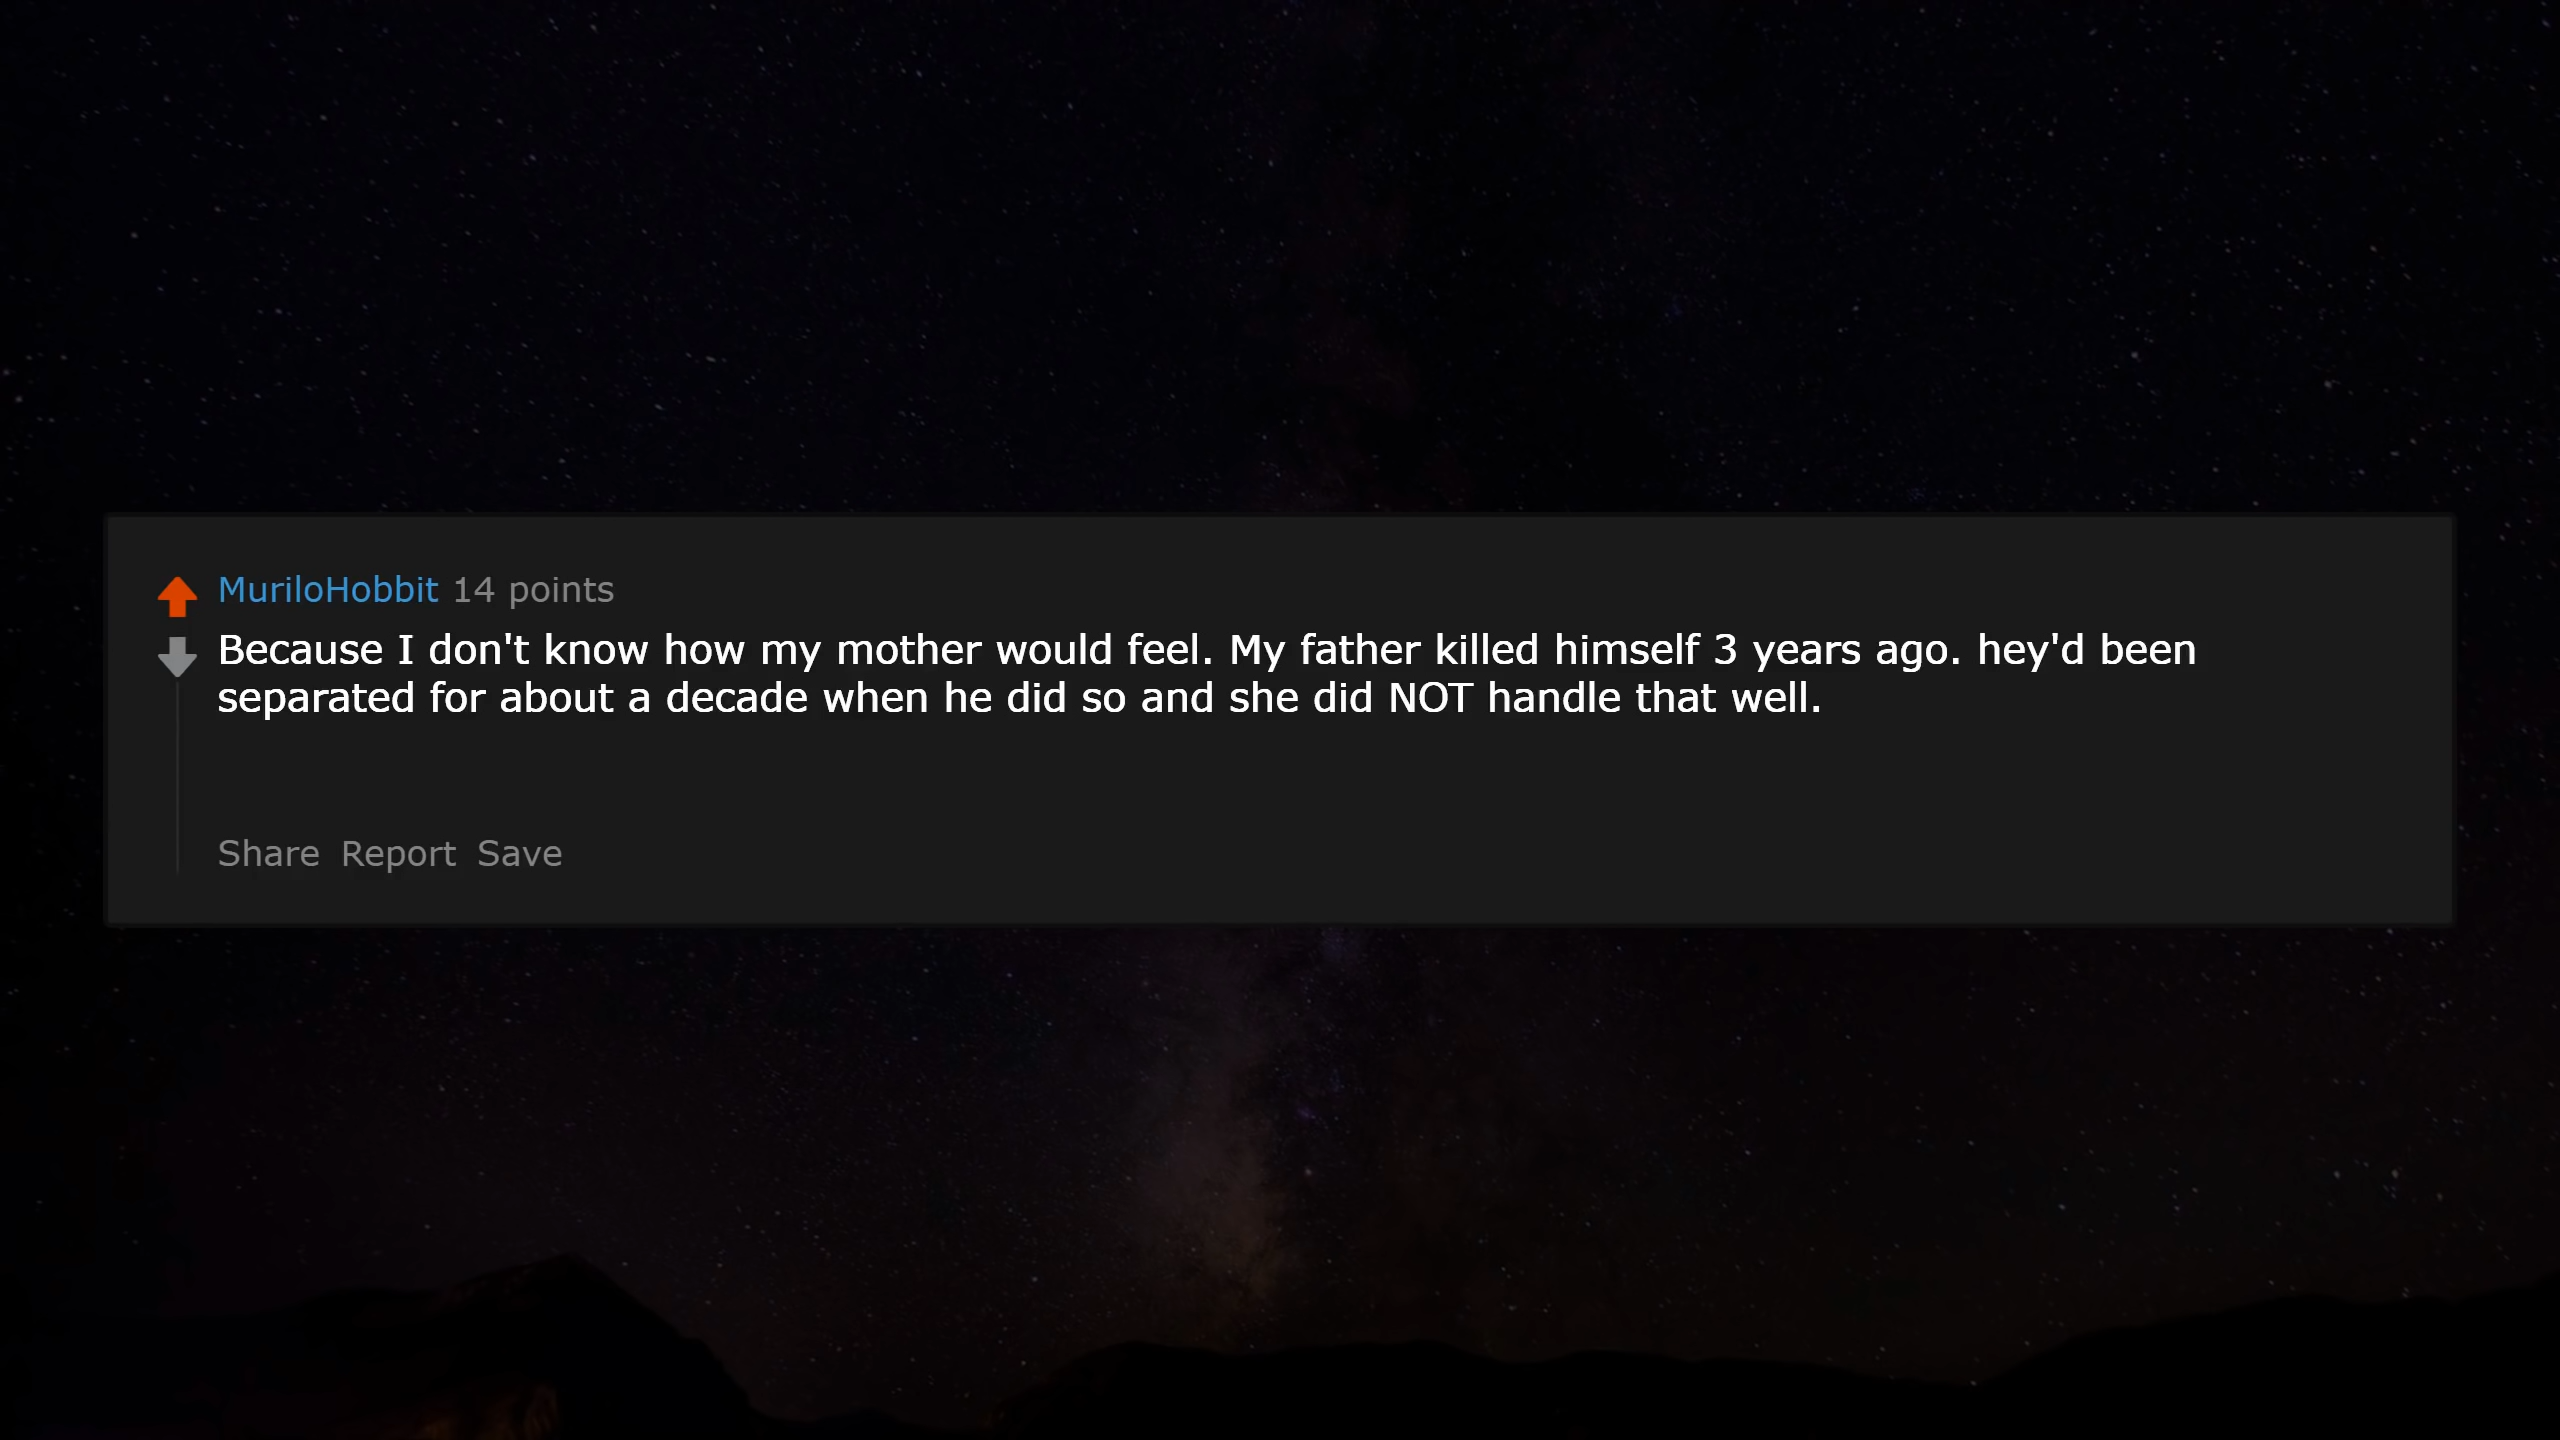 MuriloHobbit 14 points
Because I don't know how my mother would feel. My father killed himself 3 years ago. hey'd been
separated for about a decade when he did so and she did NOT handle that well.
Share Report Save